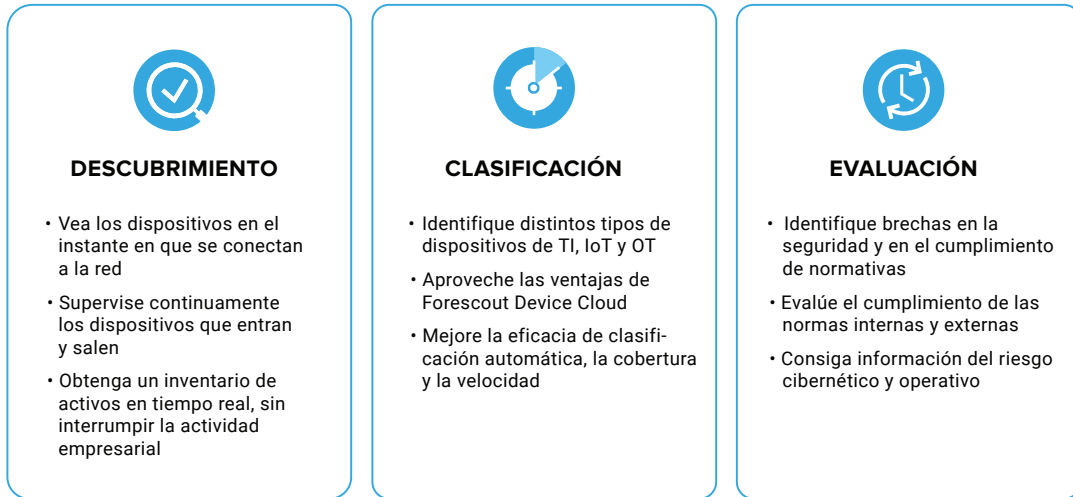 DESCUBRIMIENTO
• Vea los dispositivos en el
instante en que se conectan
a la red
• Supervise continuamente
los dispositivos que entran
y salen
• Obtenga un inventario de
activos en tiempo real, sin
interrumpir la actividad
empresarial
CLASIFICACIÓN
• Identifique distintos tipos de
dispositivos de TI, IoT y OT
• Aproveche las ventajas de
Forescout Device Cloud
• Mejore la eficacia de clasifi-
cación automática, la cobertura
y la velocidad
EVALUACIÓN
• Identifique brechas en la
seguridad y en el cumplimiento
de normativas
• Evalúe el cumplimiento de las
normas internas y externas
• Consiga información del riesgo
cibernético y operativo